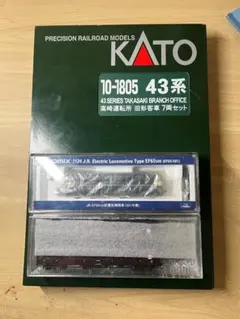 PRECISION RAILROAD MODELS
KATO
10-1805 43系
43 SERIES TAKASAKI BRANCH OFFICE
高崎運転所 旧形客車 7両セット
J.R. Electric Locomotive Type EF65